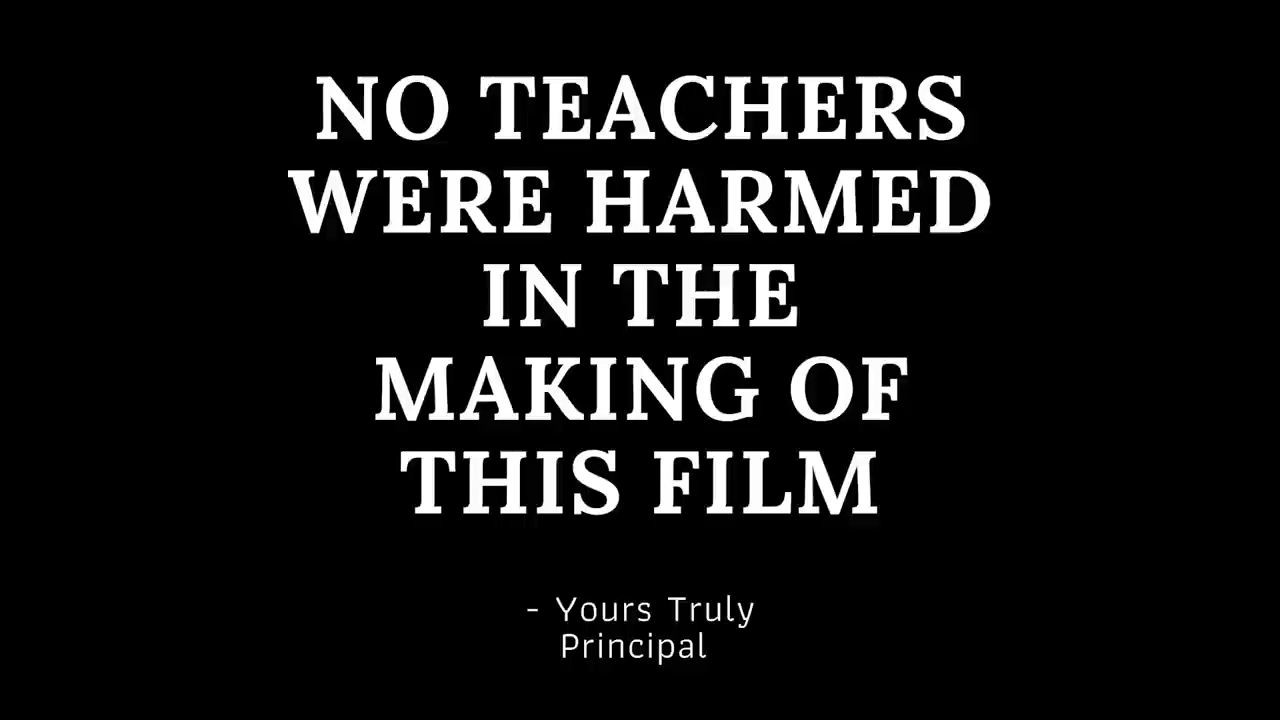 NO TEACHERS
WERE HARMED
IN THE
MAKING OF
THIS FILM
- Yours Truly
Principal